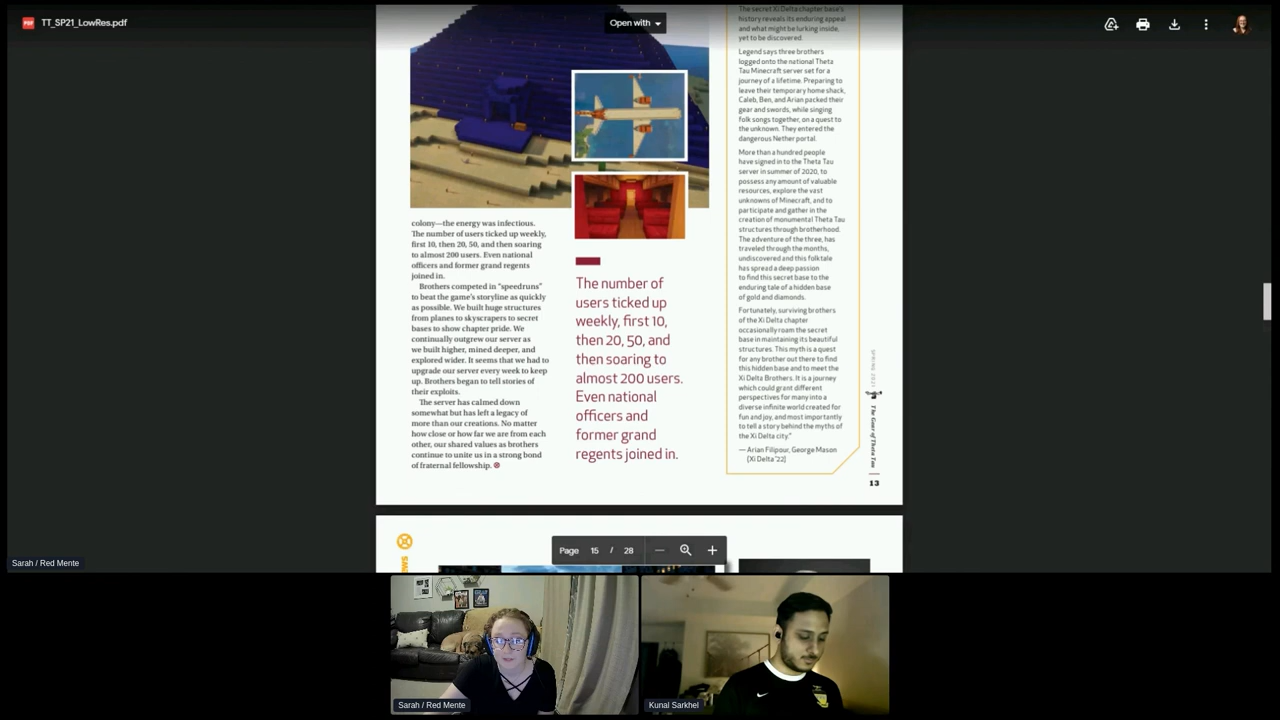 TT_SP21_LowRes.pdf
Open with
colony—the energy was infectious.
The number of users ticked up weekly,
first 10, then 20, 50, and then soaring
to almost 200 users. Even national
officers and former grand regents
joined in.
Brothers competed in “speedruns”
to beat the game’s storyline as quickly
as possible. We built huge structures
from planes to skyscrapers to secret
bases to show chapter pride. We
continually outgrew our server as
we built higher, mined deeper, and
explored wider. It seems that we had to
upgrade our server every week to keep
up. Brothers began to tell stories of
their exploits.
The server has calmed down
somewhat but has left a legacy of
more than our creations. No matter
how close or how far we are from each
other, our shared values as brothers
continue to unite us in a strong bond
of fraternal fellowship.
The number of
users ticked up
weekly, first 10,
then 20, 50, and
then soaring to
almost 200 users.
Even national
officers and
former grand
regents joined in.
The secret Xi Delta chapter base's
history reveals its enduring appeal
and what might be lurking inside,
yet to be discovered.
Legend says three brothers
logged onto the national Theta
Tau Minecraft server set for a
journey of a lifetime. Preparing to
leave their temporary home shack,
Caleb, Ben, and Arian packed their
gear and swords, while singing
folk songs together, on a quest to
the unknown. They entered the
dangerous Nether portal.
More than a hundred people
have signed in to the Theta Tau
server in summer of 2020, to
possess any amount of valuable
resources, explore the vast
unknowns of Minecraft, and to
participate and gather in the
creation of monumental Theta Tau
structures through brotherhood.
The adventure of the three, has
traveled through the months,
undiscovered and this folktale
has spread a deep passion
to find this secret base to the
enduring tale of a hidden base
of gold and diamonds.
Fortunately, surviving brothers
of the Xi Delta chapter
occasionally roam the secret
base in maintaining its beautiful
structures. This myth is a quest
for any brother out there to find
this hidden base and to meet the
Xi Delta Brothers. It is a journey
which could grant different
perspectives for many into a
diverse infinite world created for
fun and joy, and most importantly
to tell a story behind the myths of
the Xi Delta city.”
— Arian Filipour, George Mason
(Xi Delta ’22)
SPRING 2021
The Gear of Theta Tau
13
Page 15 / 28
Sarah / Red Mente
Sarah / Red Mente
Kunal Sarkhel